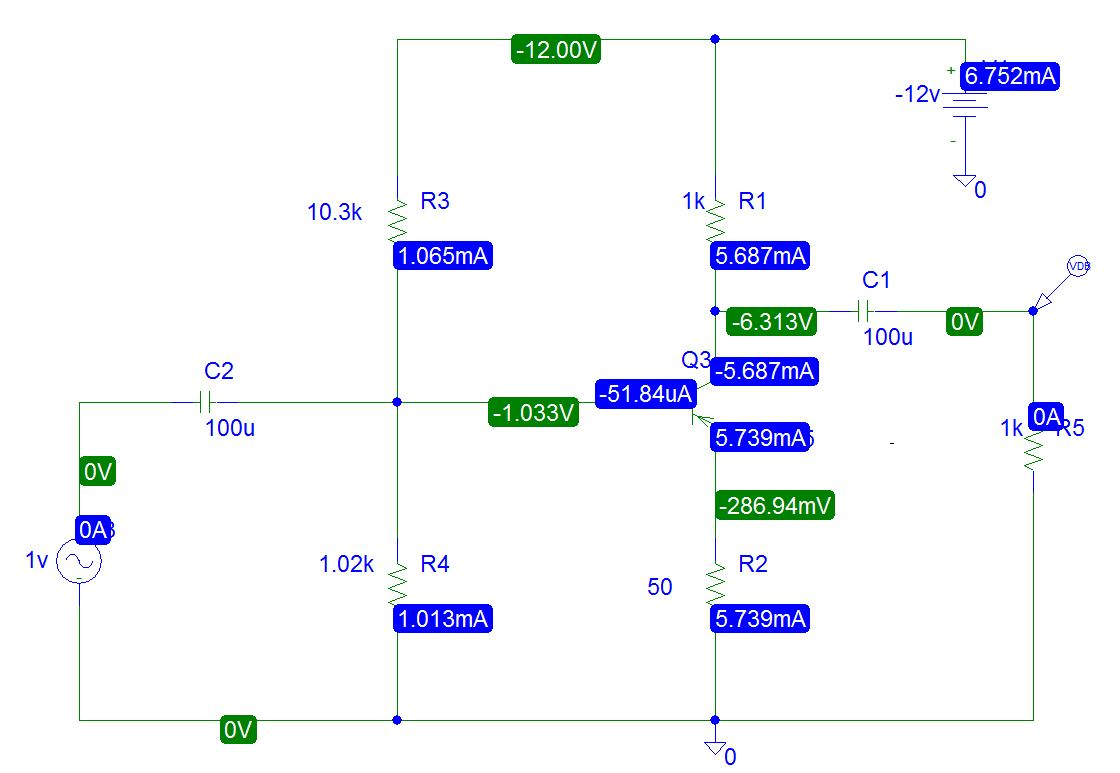 -12.00V
+
6.752mA
-12v
-
0
10.3k
R3
1.065mA
1k
R1
5.687mA
VDB
C1
-6.313V
0V
100u
C2
Q3
-5.687mA
-51.84uA
-1.033V
100u
5.739mA
0A
1k
R5
0V
-286.94mV
0A
1v
-
1.02k
R4
1.013mA
R2
50
5.739mA
0V
0